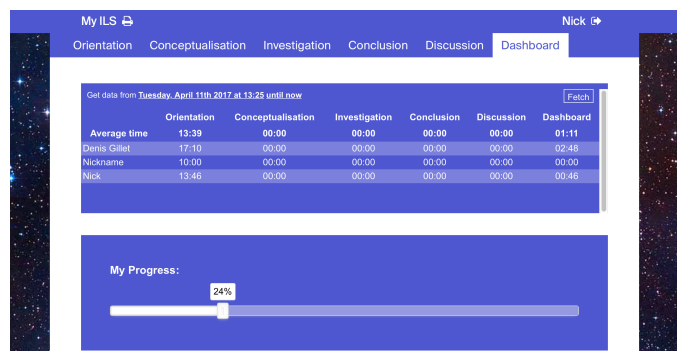 My ILS Nick
Orientation Conceptualisation Investigation Conclusion Discussion Dashboard
Get data from Tuesday, April 11th 2017 at 13:25 until now Fetch
Orientation Conceptualisation Investigation Conclusion Discussion Dashboard
Average time 13:39 00:00 00:00 00:00 00:00 01:11
Denis Gillet 17:10 00:00 00:00 00:00 00:00 02:48
Nickname 10:00 00:00 00:00 00:00 00:00 00:00
Nick 13:46 00:00 00:00 00:00 00:00 00:46
My Progress:
24%